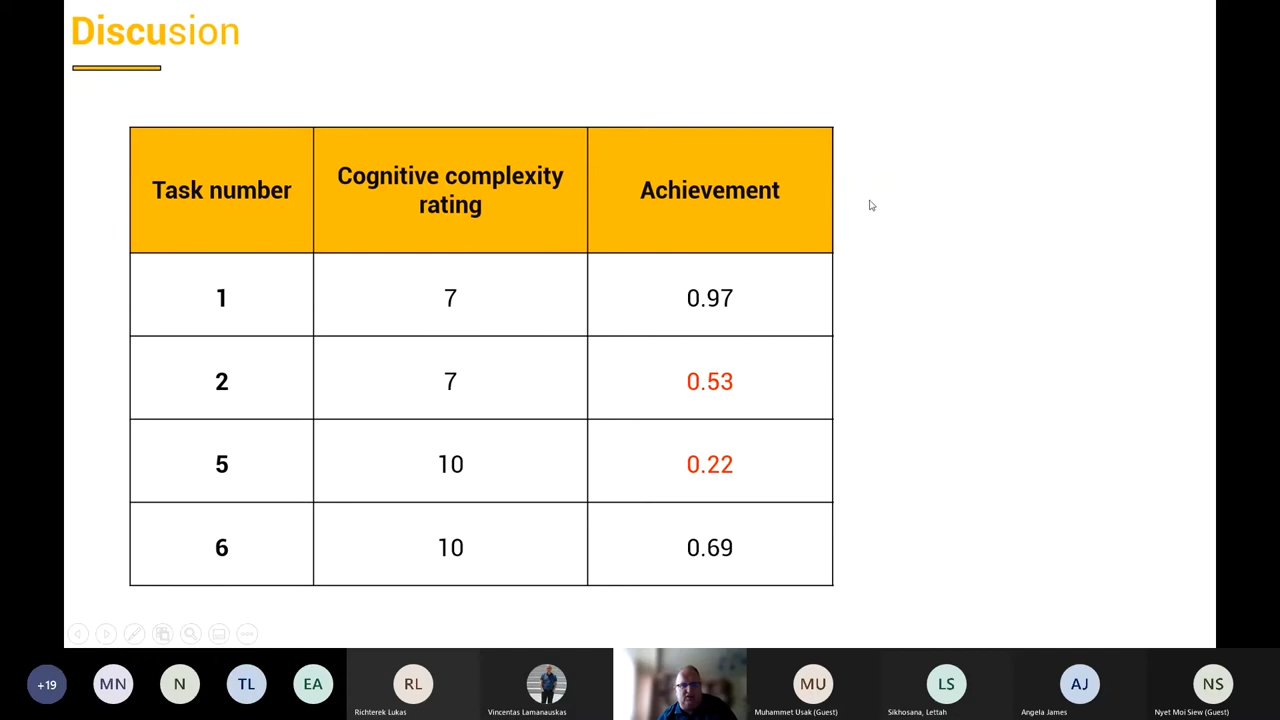 Discusion
Task number
Cognitive complexity
rating
Achievement
1
7
0.97
2
7
0.53
5
10
0.22
6
10
0.69
+19
MN
N
TL
EA
RL
MU
LS
AJ
NS
Richterek Lukas
Vincentas Lamanauskas
Muhammet Usak (Guest)
Sikhosana, Lettah
Angela James
Nyet Moi Siew (Guest)